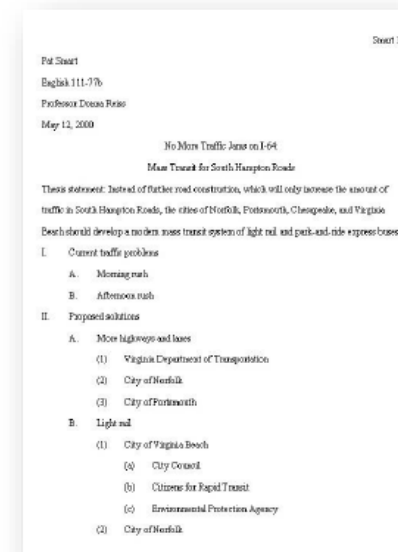 Smart 1
Pat Smart
English 111-77b
Professor Donna Reiss
May 12, 2000
No More Traffic Jams on I-64:
Mass Transit for South Hampton Roads
Thesis statement: Instead of further road construction, which will only increase the amount of
traffic in South Hampton Roads, the cities of Norfolk, Portsmouth, Chesapeake, and Virginia
Beach should develop a modern mass transit system of light rail and park-and-ride express buses.
I. Current traffic problems
A. Morning rush
B. Afternoon rush
II. Proposed solutions
A. More highways and lanes
(1) Virginia Department of Transportation
(2) City of Norfolk
(3) City of Portsmouth
B. Light rail
(1) City of Virginia Beach
(a) City Council
(b) Citizens for Rapid Transit
(c) Environmental Protection Agency
(2) City of Norfolk